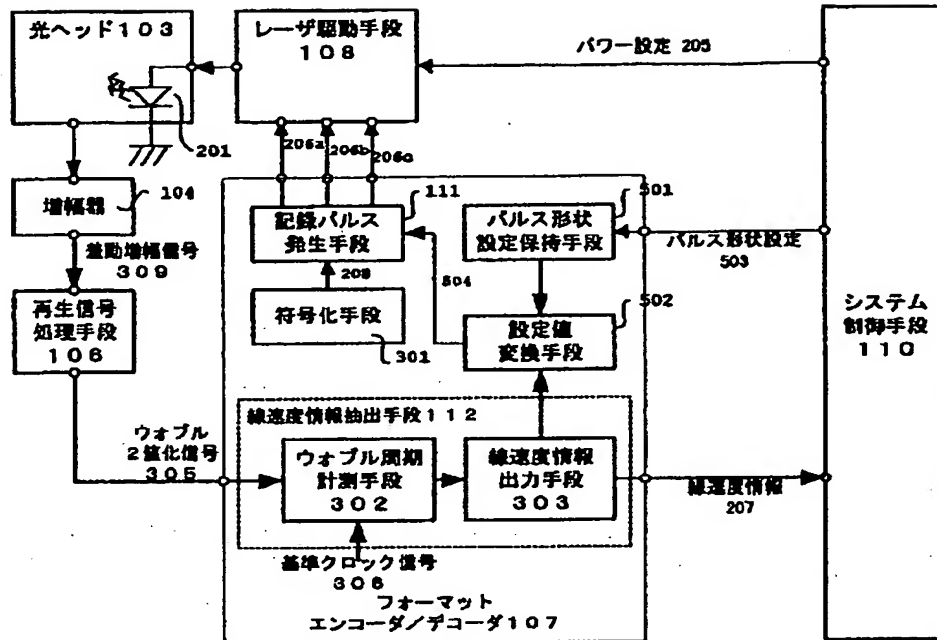 光ヘッド103
201
レーザ駆動手段
108
パワー設定 205
206a
206b
206c
増幅器
104
差動増幅信号
309
再生信号
処理手段
106
記録パルス
発生手段
111
208
符号化手段
301
504
パルス形状
設定保持手段
501
パルス形状設定
503
設定値
変換手段
502
システム
制御手段
110
線速度情報抽出手段112
ウォブル
2値化信号
305
ウォブル周期
計測手段
302
線速度情報
出力手段
303
線速度情報
207
基準クロック信号
306
フォーマット
エンコーダ/デコーダ107